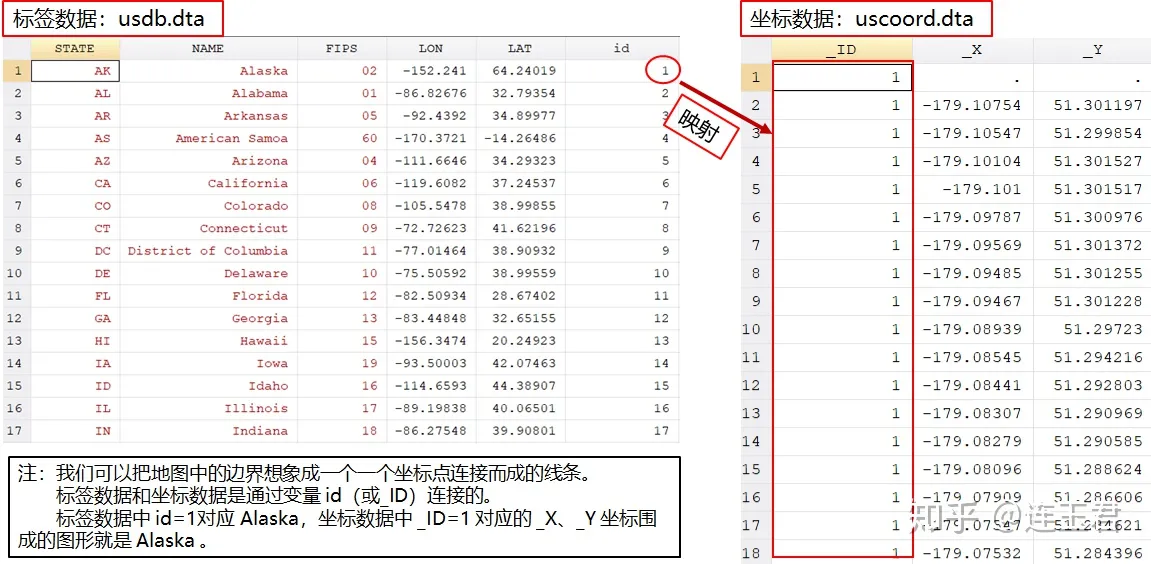 标签数据：usdb.dta
STATE NAME FIPS LON LAT id
1 AK Alaska 02 -152.241 64.24019 1
2 AL Alabama 01 -86.82676 32.79354 2
3 AR Arkansas 05 -92.4392 34.89977 3
4 AS American Samoa 60 -170.3721 -14.26486 4
5 AZ Arizona 04 -111.6646 34.29323 5
6 CA California 06 -119.6082 37.24537 6
7 CO Colorado 08 -105.5478 38.99855 7
8 CT Connecticut 09 -72.72623 41.62196 8
9 DC District of Columbia 11 -77.01464 38.90932 9
10 DE Delaware 10 -75.50592 38.99559 10
11 FL Florida 12 -82.50934 28.67402 11
12 GA Georgia 13 -83.44848 32.65155 12
13 HI Hawaii 15 -156.3474 20.24923 13
14 IA Iowa 19 -93.50003 42.07463 14
15 ID Idaho 16 -114.6593 44.38907 15
16 IL Illinois 17 -89.19838 40.06501 16
17 IN Indiana 18 -86.27548 39.90801 17
映射
坐标数据：uscoord.dta
_ID _X _Y
1 1 . .
2 1 -179.10754 51.301197
3 1 -179.10547 51.299854
4 1 -179.10104 51.301527
5 1 -179.101 51.301517
6 1 -179.09787 51.300976
7 1 -179.09569 51.301372
8 1 -179.09485 51.301255
9 1 -179.09467 51.301228
10 1 -179.08939 51.29723
11 1 -179.08545 51.294216
12 1 -179.08441 51.292803
13 1 -179.08307 51.290969
14 1 -179.08279 51.290585
15 1 -179.08096 51.288624
16 1 -179.07909 51.286606
17 1 -179.07547 51.284621
18 1 -179.07532 51.284396
注：我们可以把地图中的边界想象成一个一个坐标点连接而成的线条。
标签数据和坐标数据是通过变量 id（或_ID）连接的。
标签数据中 id=1对应 Alaska，坐标数据中 _ID=1 对应的 _X、_Y 坐标围
成的图形就是 Alaska 。
知乎 @连玉君